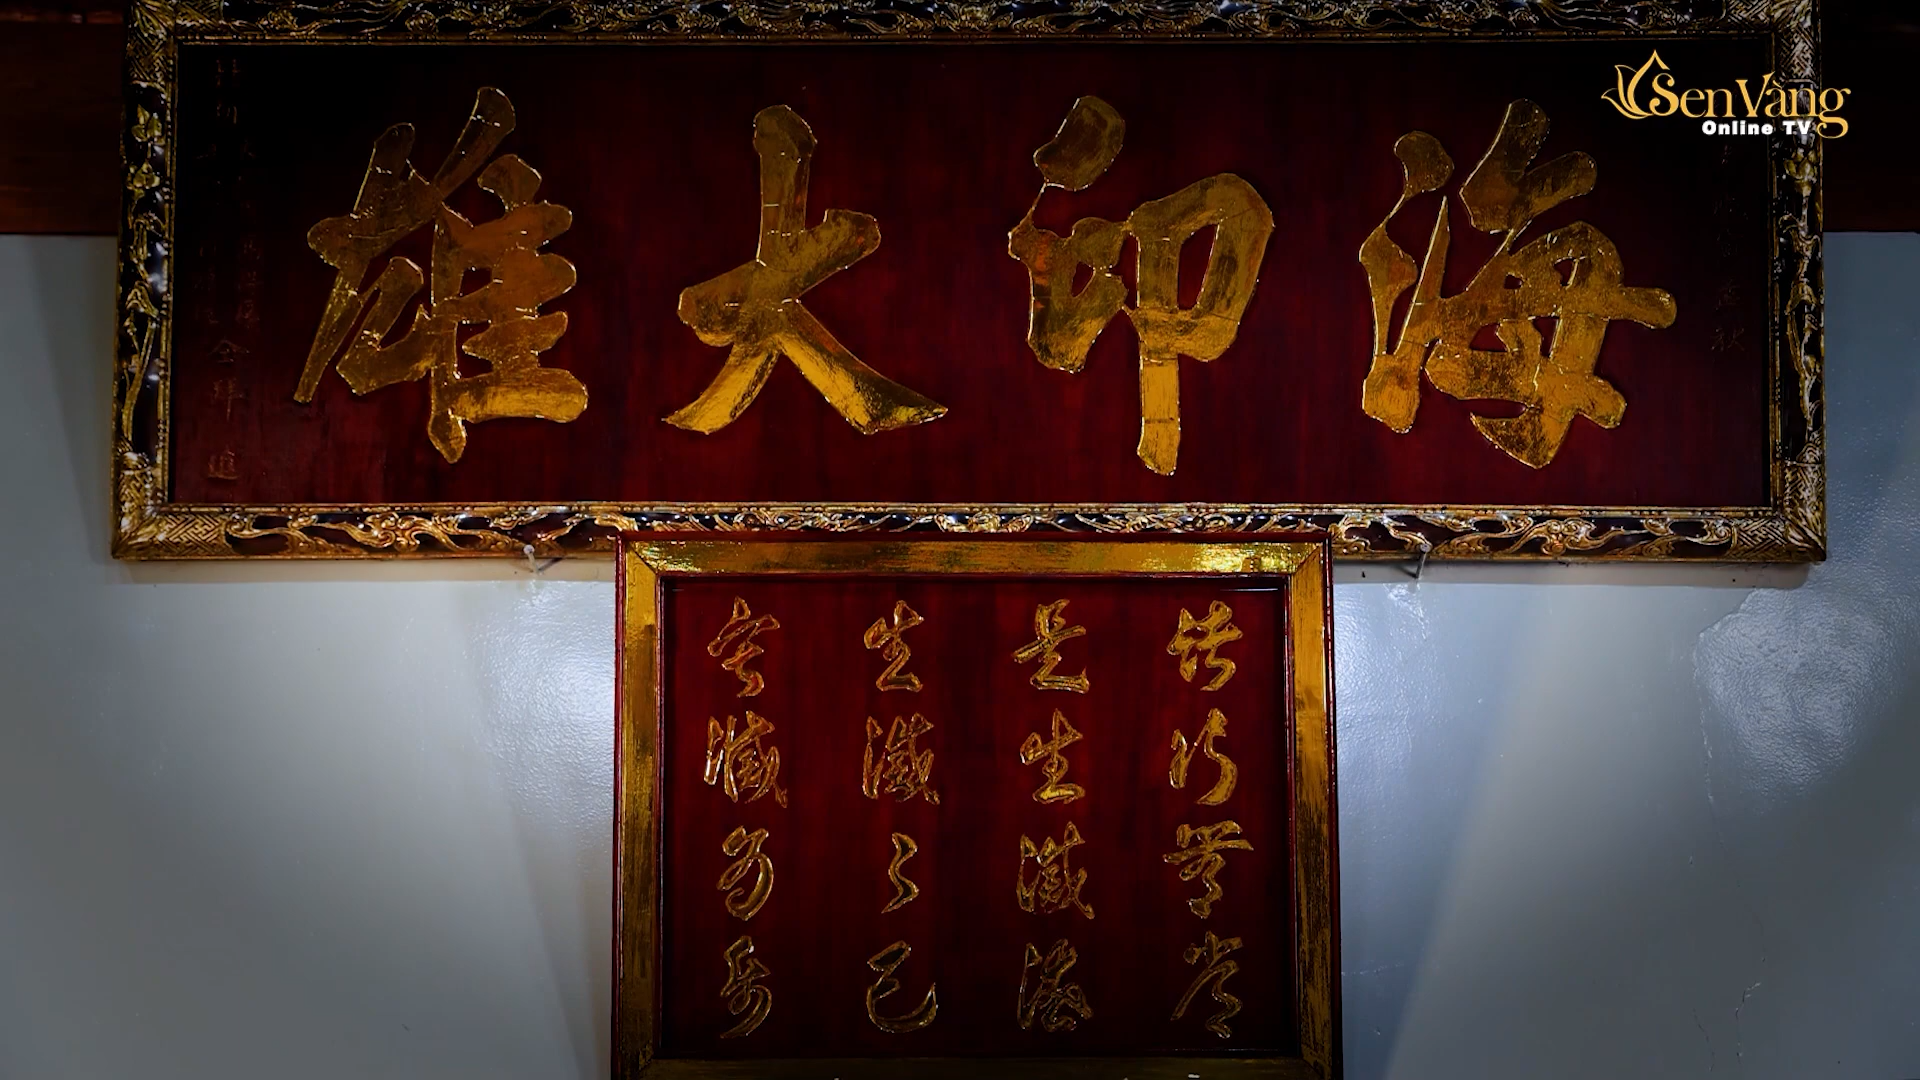 海印大雄
諸行無常
是生滅法
生滅滅已
寂滅為樂
SenVàng
Online TV